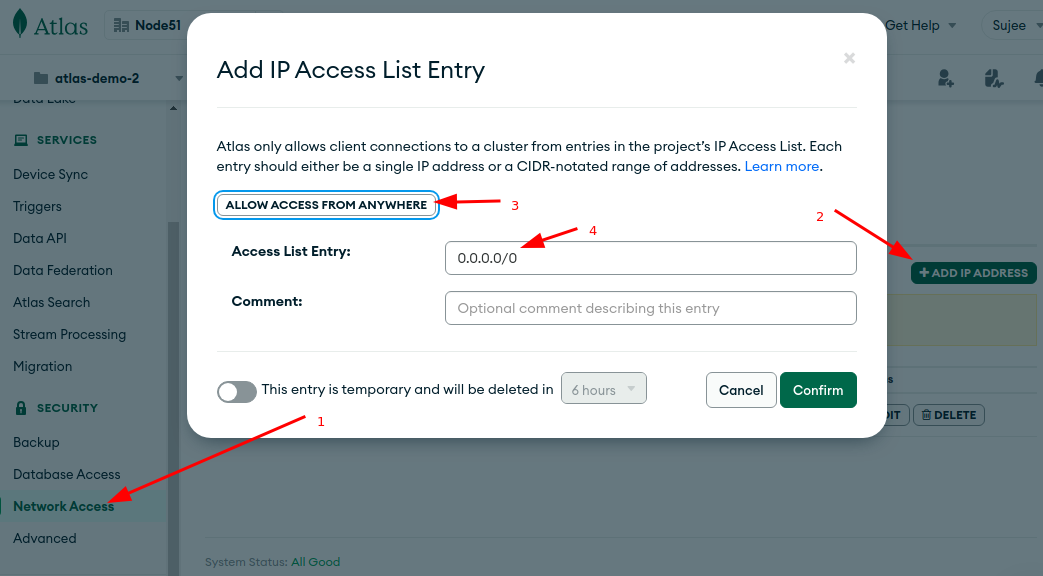 Atlas
Node51
Get Help
Sujee
atlas-demo-2
Data Lake
SERVICES
Device Sync
Triggers
Data API
Data Federation
Atlas Search
Stream Processing
Migration
SECURITY
Backup
Database Access
Network Access
Advanced
Add IP Access List Entry
Atlas only allows client connections to a cluster from entries in the project's IP Access List. Each
entry should either be a single IP address or a CIDR-notated range of addresses. Learn more.
ALLOW ACCESS FROM ANYWHERE
3
4
Access List Entry:
0.0.0.0/0
Comment:
Optional comment describing this entry
This entry is temporary and will be deleted in
6 hours
Cancel
Confirm
1
2
+ ADD IP ADDRESS
DELETE
System Status: All Good